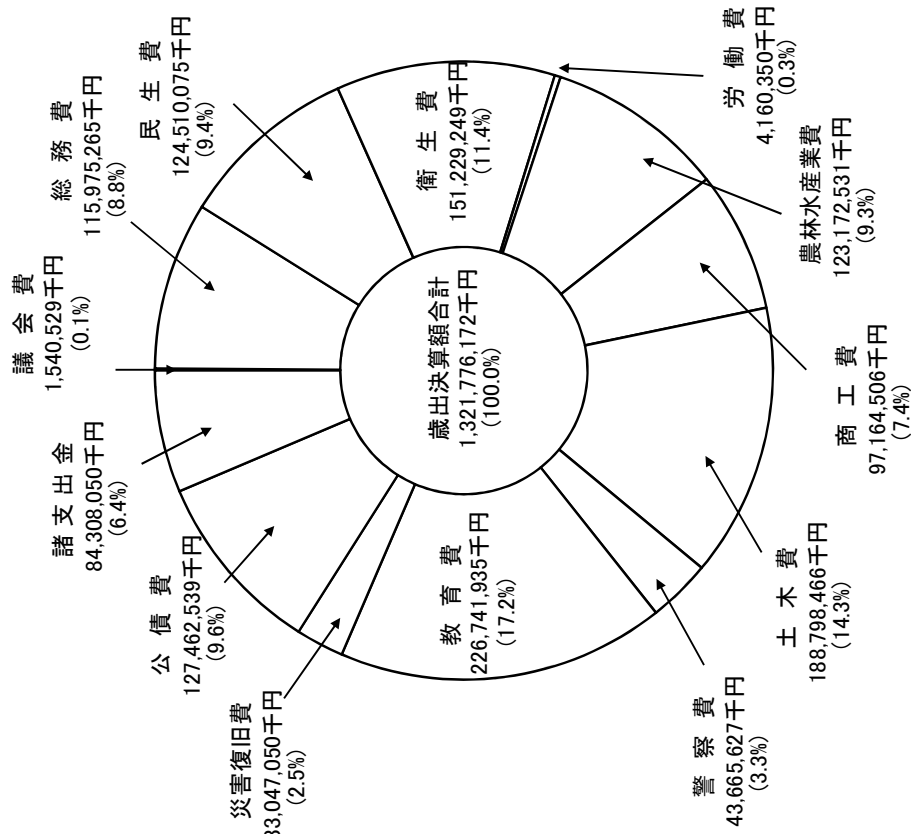 議 会 費
1,540,529千円
(0.1%)
総 務 費
115,975,265千円
(8.8%)
民 生 費
124,510,075千円
(9.4%)
衛 生 費
151,229,249千円
(11.4%)
労 働 費
4,160,350千円
(0.3%)
農林水産業費
123,172,531千円
(9.3%)
商 工 費
97,164,506千円
(7.4%)
土 木 費
188,798,466千円
(14.3%)
警 察 費
43,665,627千円
(3.3%)
教 育 費
226,741,935千円
(17.2%)
災害復旧費
33,047,050千円
(2.5%)
公 債 費
127,462,539千円
(9.6%)
諸 支 出 金
84,308,050千円
(6.4%)
歳出決算額合計
1,321,776,172千円
(100.0%)